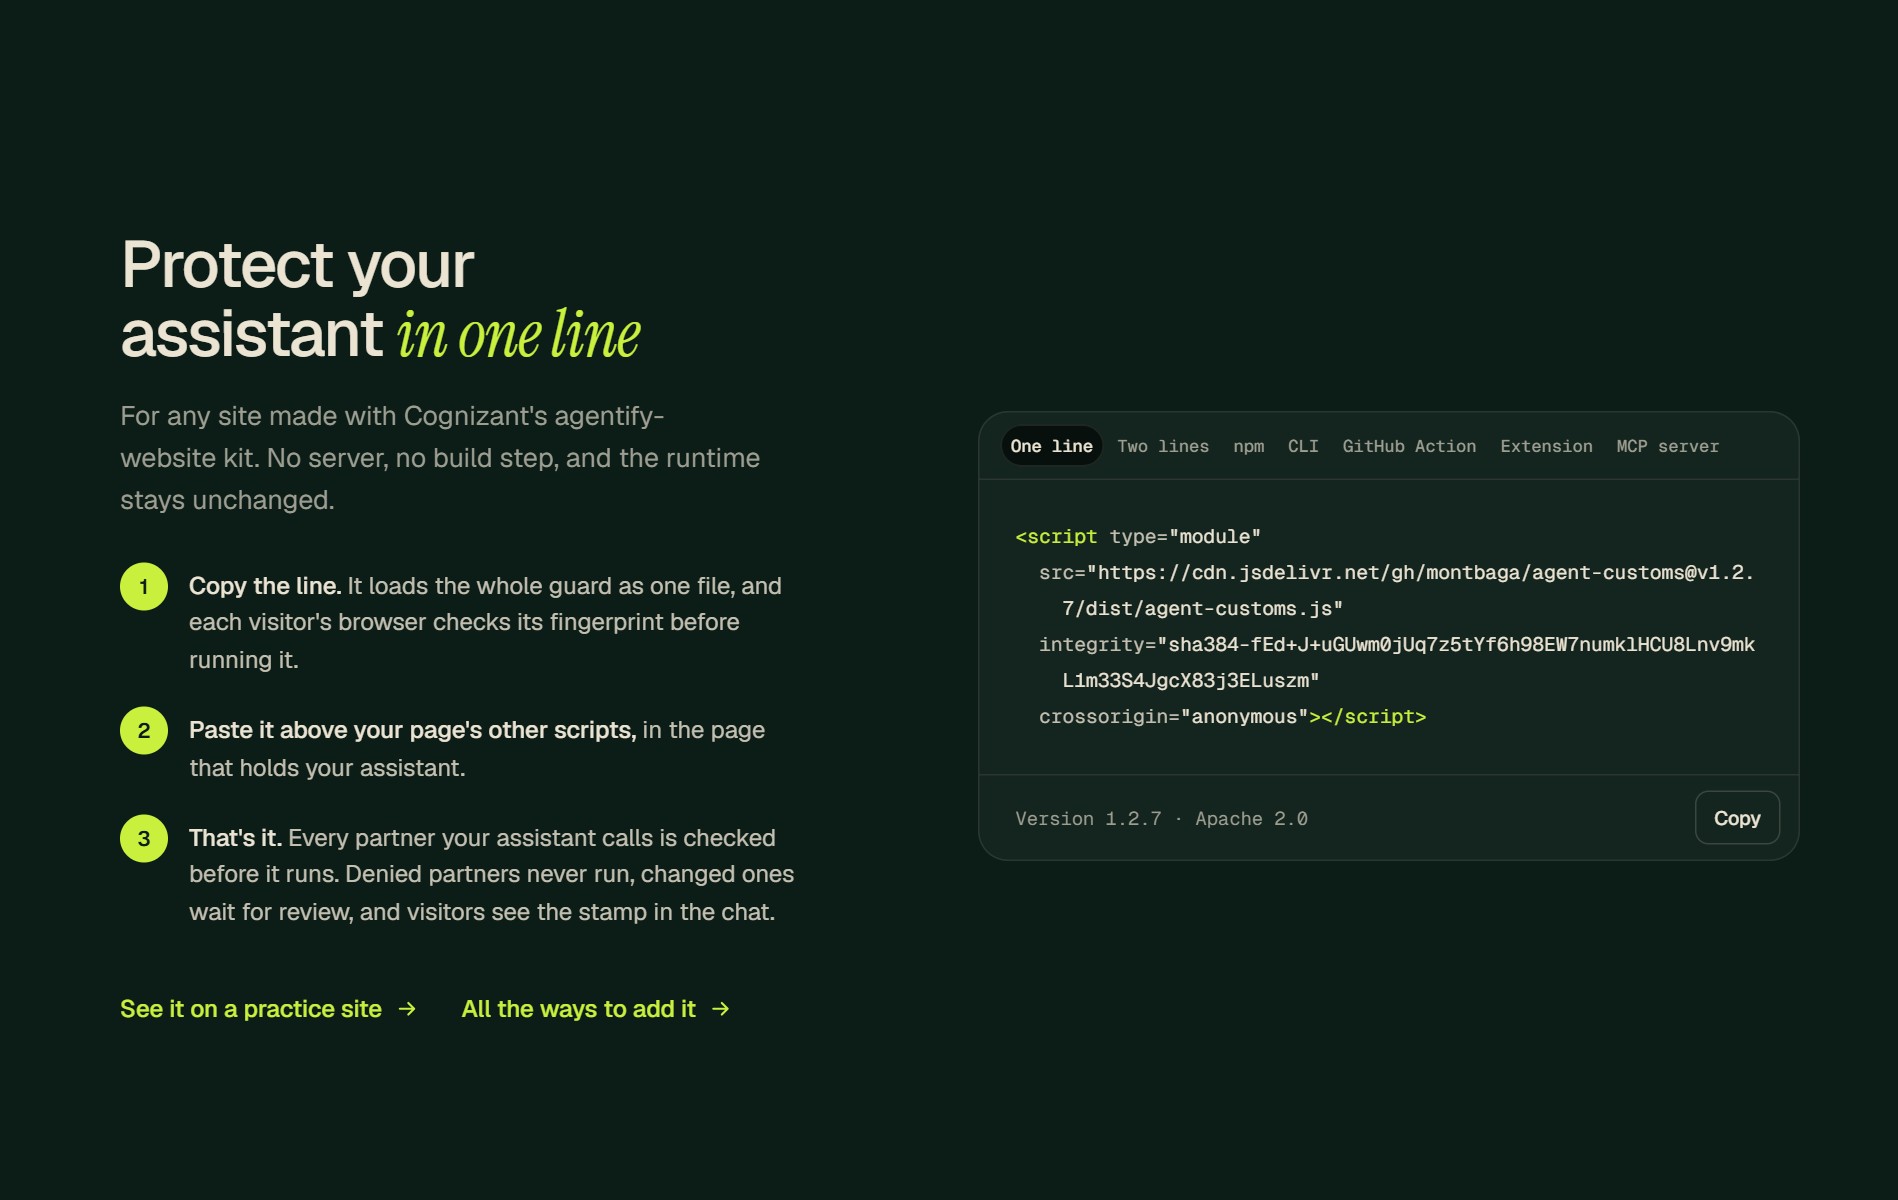 Protect your
assistant in one line
For any site made with Cognizant's agentify-
website kit. No server, no build step, and the runtime
stays unchanged.
1
Copy the line. It loads the whole guard as one file, and
each visitor's browser checks its fingerprint before
running it.
2
Paste it above your page's other scripts, in the page
that holds your assistant.
3
That's it. Every partner your assistant calls is checked
before it runs. Denied partners never run, changed ones
wait for review, and visitors see the stamp in the chat.
See it on a practice site → All the ways to add it →
One line Two lines npm CLI GitHub Action Extension MCP server
<script type="module"
src="https://cdn.jsdelivr.net/gh/montbaga/agent-customs@v1.2.
7/dist/agent-customs.js"
integrity="sha384-fEd+J+uGUwm0jUq7z5tYf6h98EW7numklHCU8Lnv9mk
L1m33S4JgcX83j3ELuszm"
crossorigin="anonymous"></script>
Version 1.2.7 · Apache 2.0
Copy